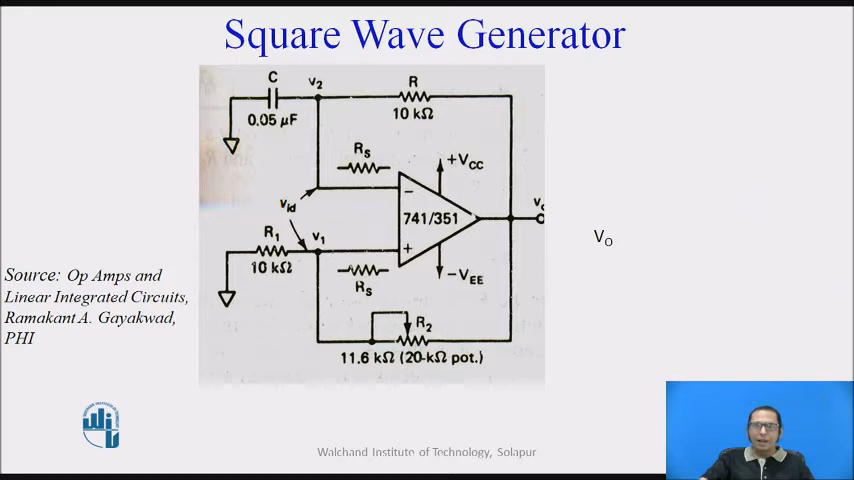 Square Wave Generator
C
v₂
R
0.05 µF
10 kΩ
Rs
+VCC
−
vid
741/351
R₁
v₁
+
10 kΩ
Rs
−VEE
R₂
11.6 kΩ (20-kΩ pot.)
VO
Source: Op Amps and
Linear Integrated Circuits,
Ramakant A. Gayakwad,
PHI
Walchand Institute of Technology, Solapur